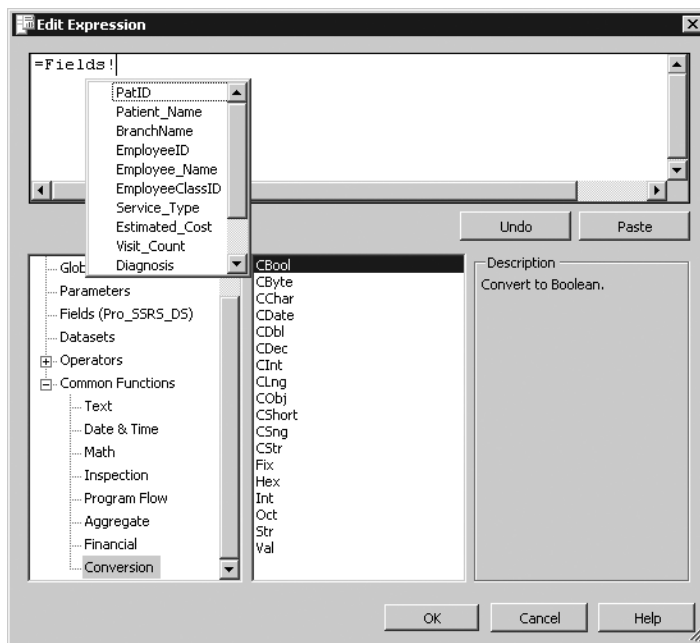 Edit Expression
=Fields!
PatID
Patient_Name
BranchName
EmployeeID
Employee_Name
EmployeeClassID
Service_Type
Estimated_Cost
Visit_Count
Diagnosis
Undo
Paste
Glob
Parameters
Fields (Pro_SSRS_DS)
Datasets
Operators
Common Functions
Text
Date & Time
Math
Inspection
Program Flow
Aggregate
Financial
Conversion
CBool
CByte
CChar
CDate
CDbl
CDec
CInt
CLng
CObj
CShort
CSng
CStr
Fix
Hex
Int
Oct
Str
Val
Description
Convert to Boolean.
OK
Cancel
Help